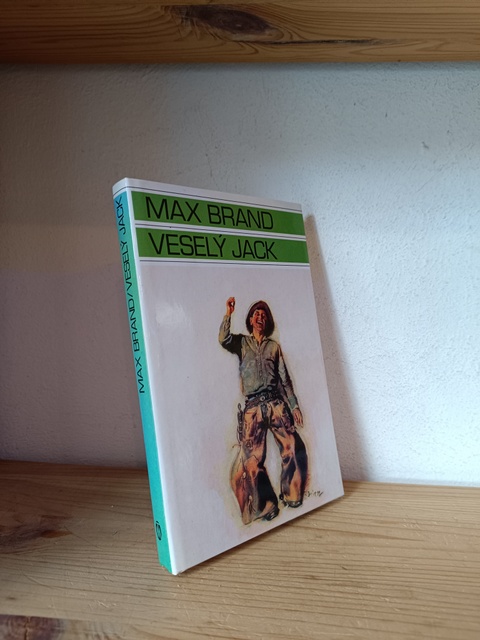 MAX BRAND
VESELÝ JACK
MAX BRAND/VESELÝ JACK